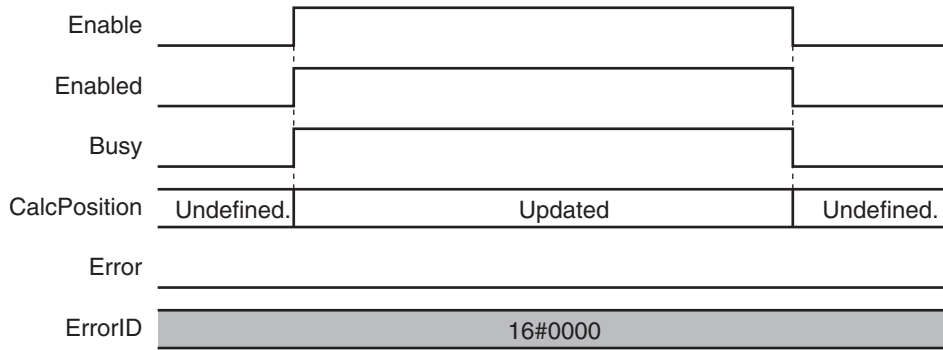 Enable
Enabled
Busy
CalcPosition Undefined. Updated Undefined.
Error
ErrorID 16#0000